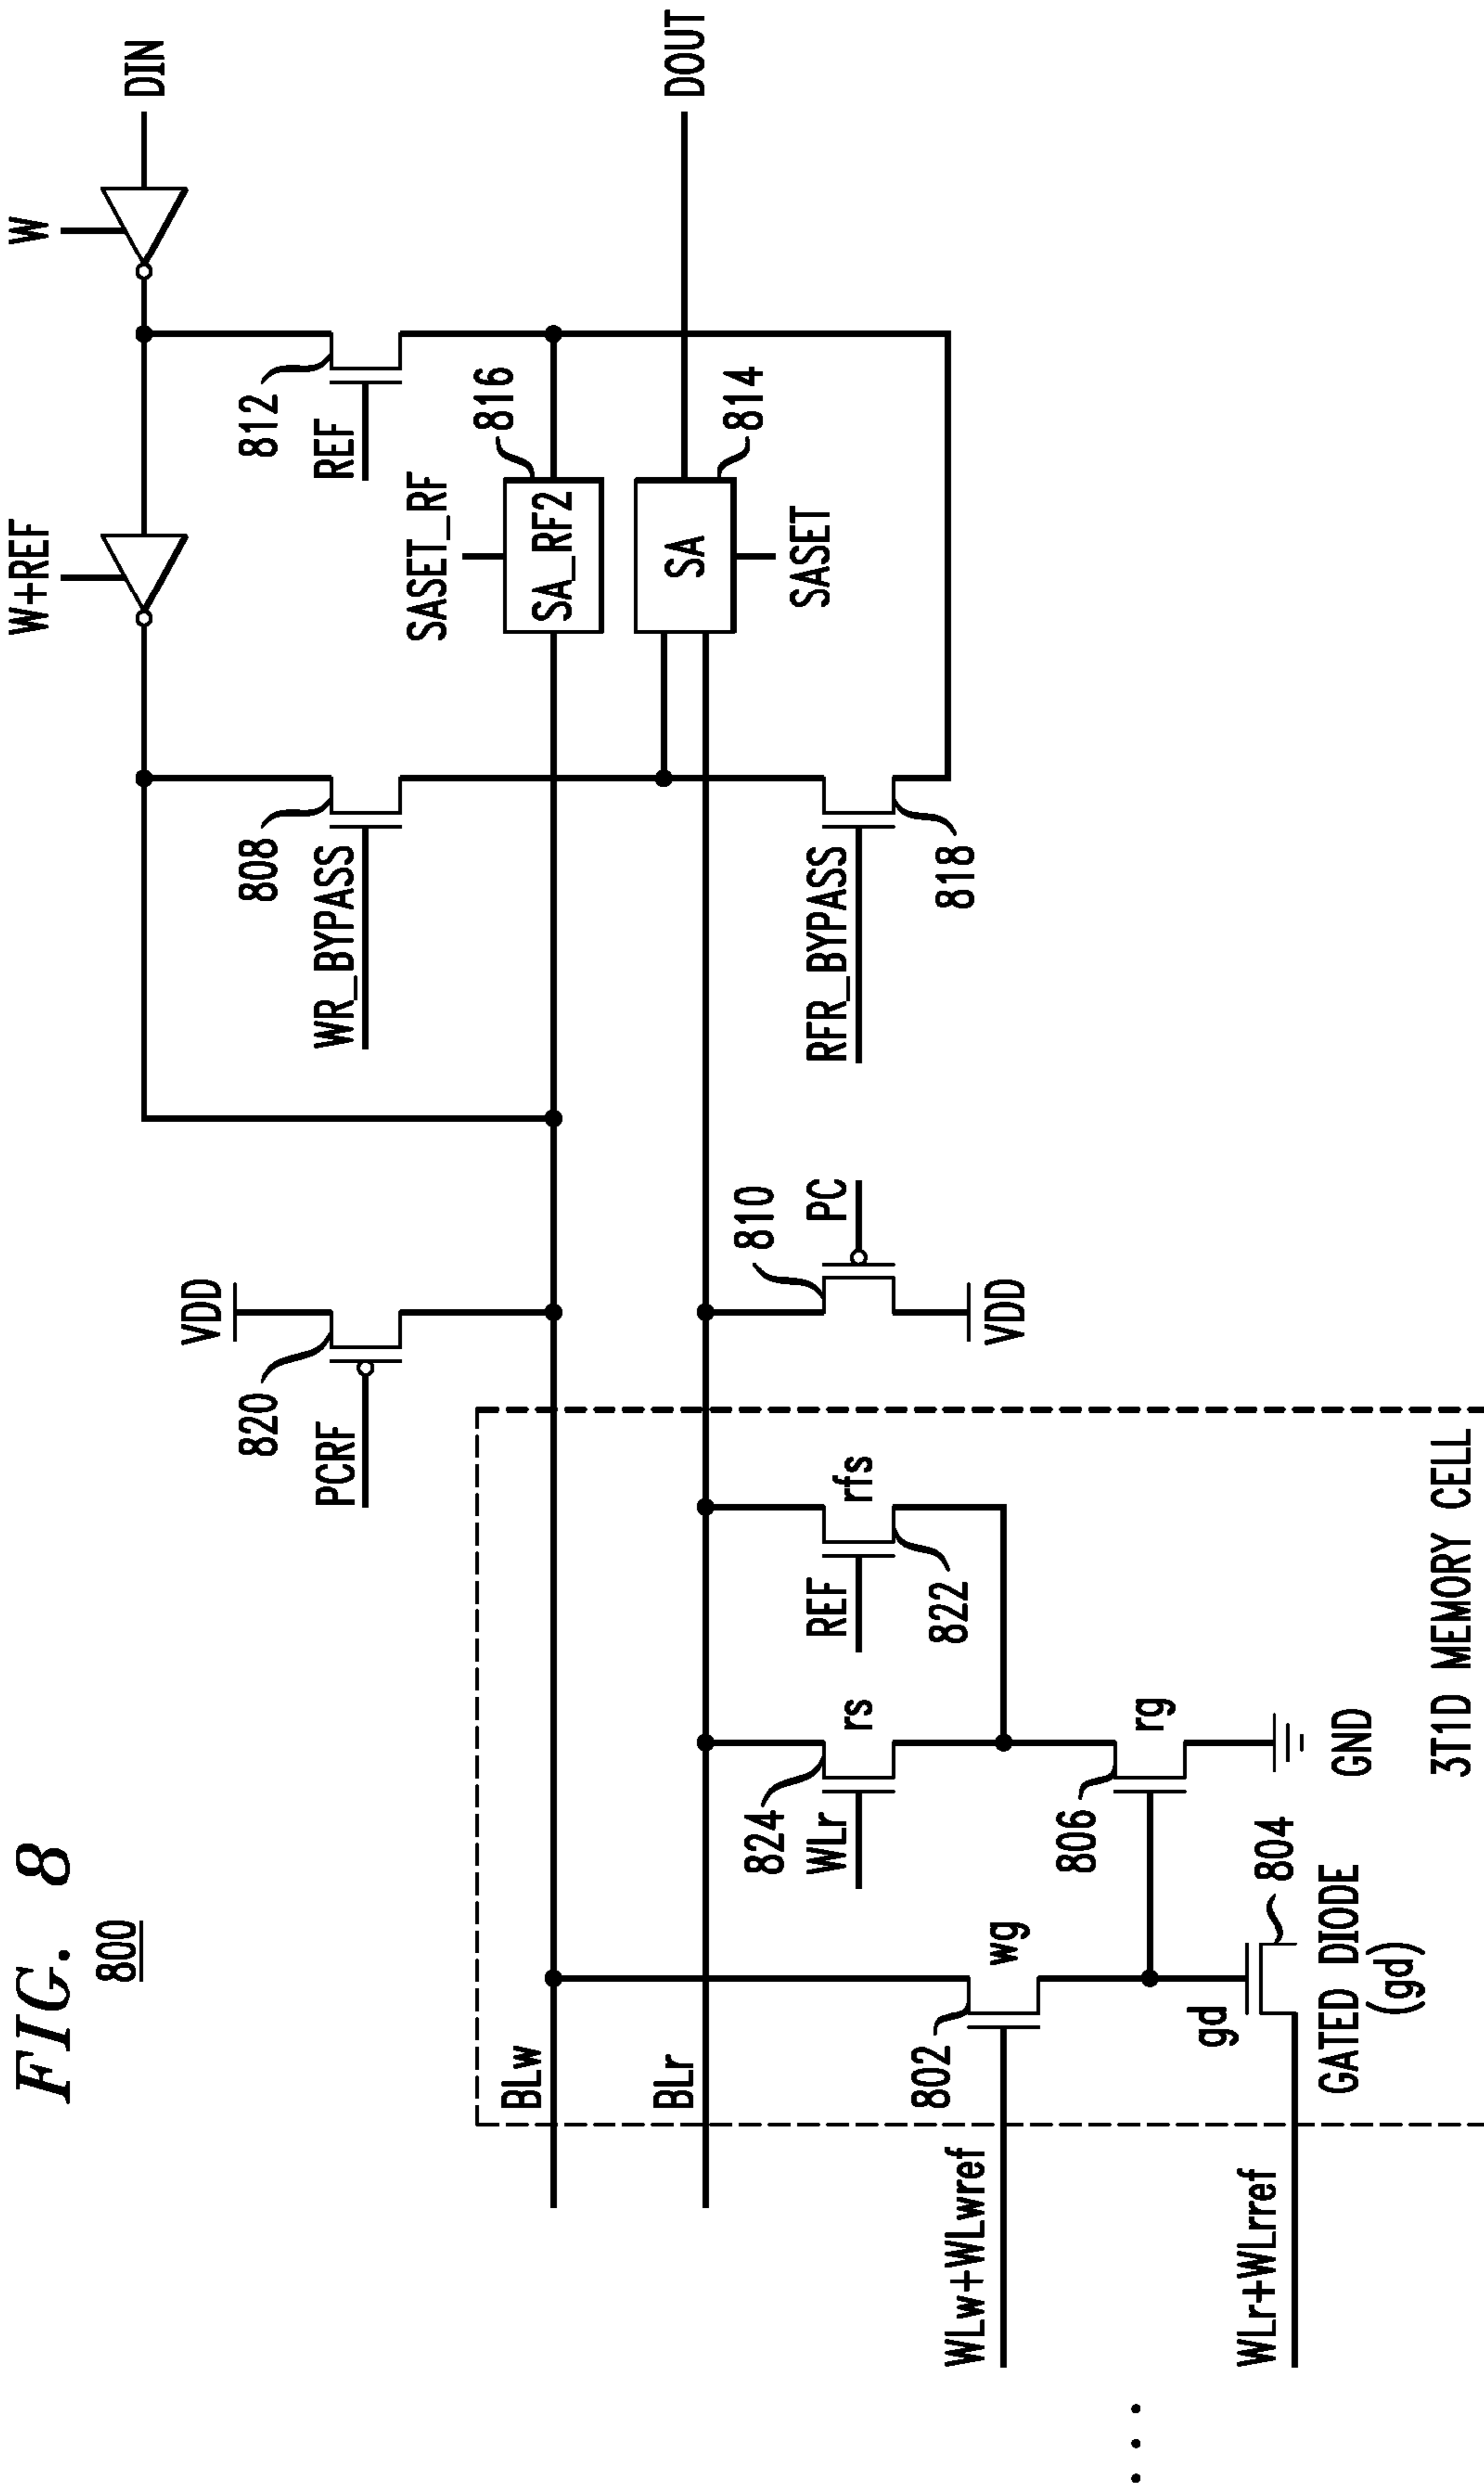 FIG. 8
800
W
W+REF
DIN
VDD
820
PCRF
808
WR_BYPASS
812
REF
SASET_RF
816
SA_RF2
BLw
BLr
DOUT
814
SA
SASET
810
PC
VDD
RFR_BYPASS
818
REF
rfs
822
824
WLr
rs
802
wg
WLw+WLwref
806
rg
gd
WLr+WLrref
804
GATED DIODE
(gd)
GND
3T1D MEMORY CELL
. . .